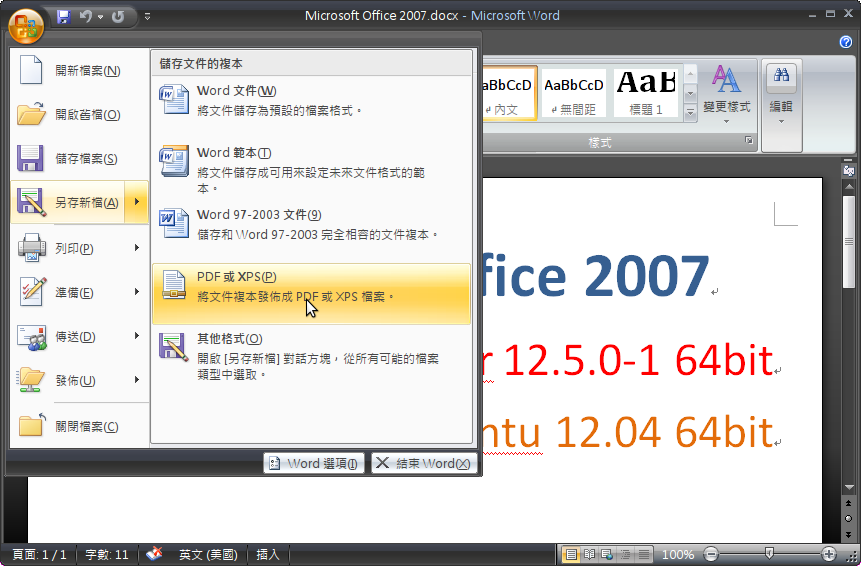 Microsoft Office 2007.docx - Microsoft Word
開新檔案(N)
開啟舊檔(O)
儲存檔案(S)
另存新檔(A)
列印(P)
準備(E)
傳送(D)
發佈(U)
關閉檔案(C)
儲存文件的複本
Word 文件(W)
將文件儲存為預設的檔案格式。
Word 範本(T)
將文件儲存成可用來設定未來文件格式的範
本。
Word 97-2003 文件(9)
儲存和 Word 97-2003 完全相容的文件複本。
PDF 或 XPS(P)
將文件複本發佈成 PDF 或 XPS 檔案。
其他格式(O)
開啟 [另存新檔] 對話方塊，從所有可能的檔案
類型中選取。
Word 選項(I)
結束 Word(X)
AaBbCcD AaBbCcD AaB
內文 無間距 標題 1
變更樣式
編輯
樣式
ffice 2007
r 12.5.0-1 64bit
ntu 12.04 64bit
頁面: 1 / 1 字數: 11 英文 (美國) 插入 100%